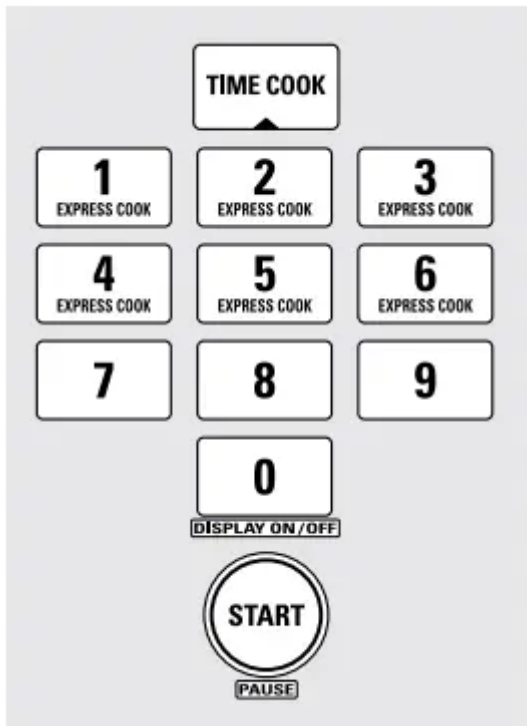 TIME COOK
1 2 3
EXPRESS COOK EXPRESS COOK EXPRESS COOK
4 5 6
EXPRESS COOK EXPRESS COOK EXPRESS COOK
7 8 9
0
DISPLAY ON/OFF
START
PAUSE